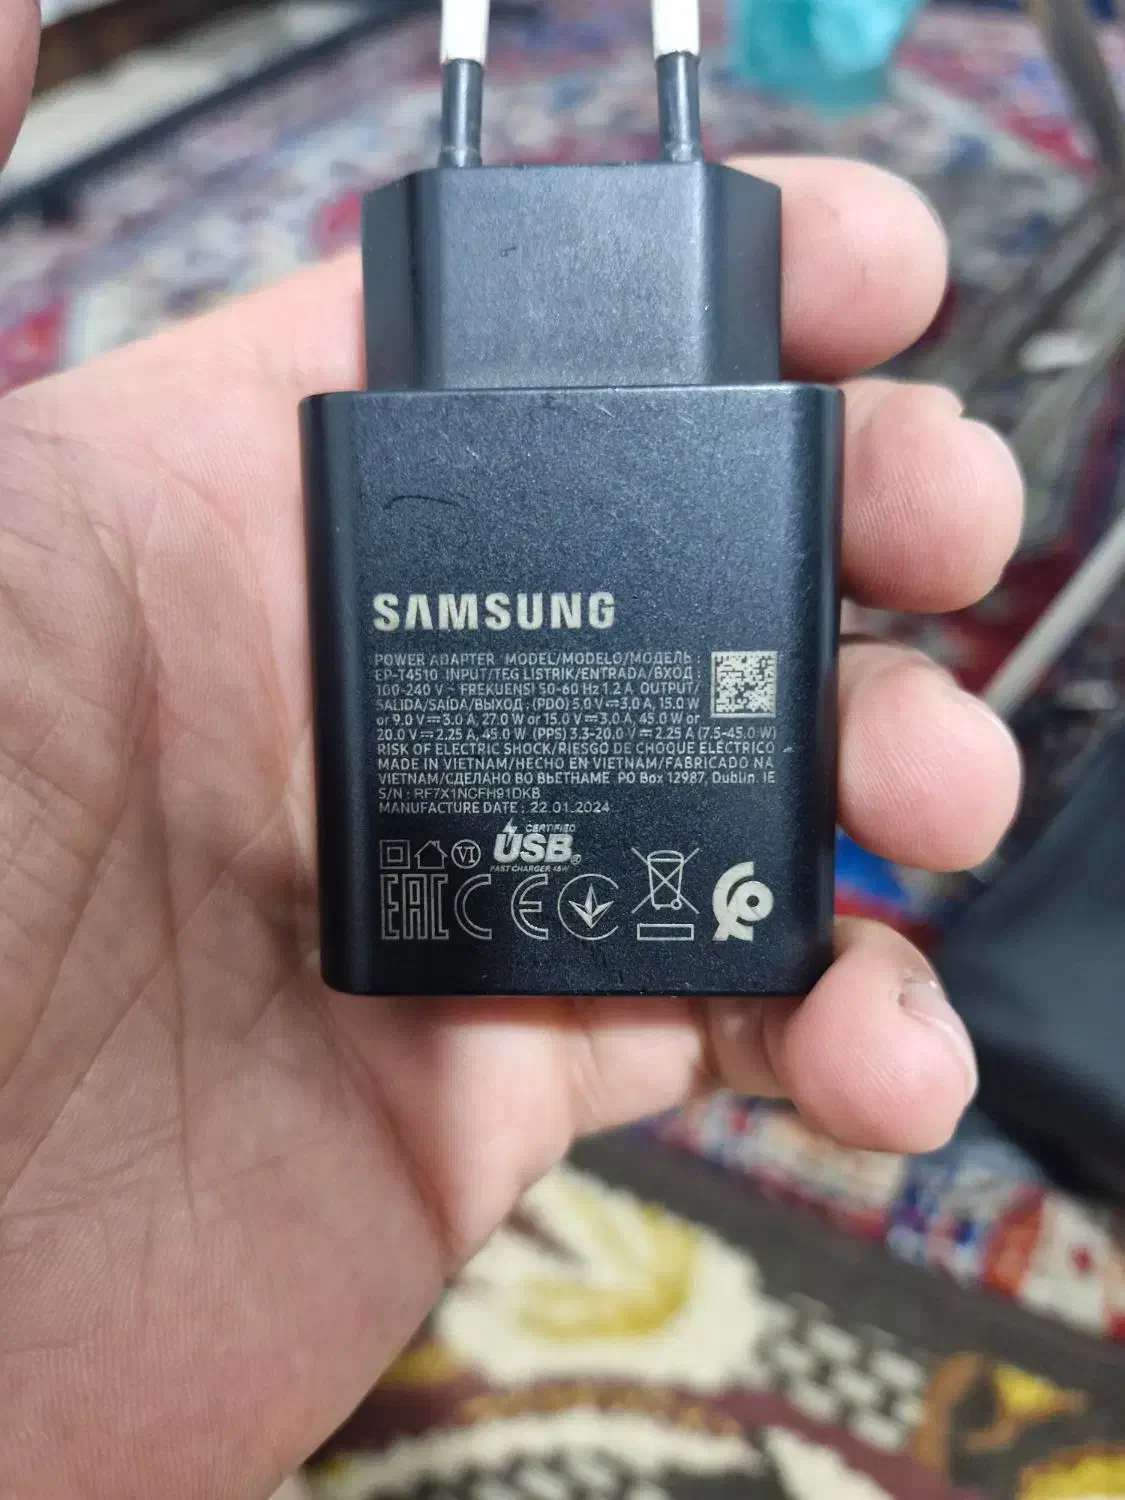 SAMSUNG
POWER ADAPTER MODEL/MODELO/МОДЕЛЬ :
EP-T4510 INPUT/TEG LISTRIK/ENTRADA/ВХОД :
100-240 V ~ FREKUENSI 50-60 Hz 1.2 A OUTPUT/
SALIDA/SAÍDA/ВЫХОД : (PDO) 5.0 V⎓3.0 A, 15.0 W
or 9.0 V⎓3.0 A, 27.0 W or 15.0 V⎓3.0 A, 45.0 W or
20.0 V⎓2.25 A, 45.0 W (PPS) 3.3-20.0 V⎓2.25 A (7.5-45.0 W)
RISK OF ELECTRIC SHOCK/RIESGO DE CHOQUE ELÉCTRICO
MADE IN VIETNAM/HECHO EN VIETNAM/FABRICADO NA
VIETNAM/СДЕЛАНО ВО ВЬЕТНАМЕ PO Box 12987, Dublin. IE
S/N : RF7X1NCFH91DKB
MANUFACTURE DATE : 22.01.2024
VI
CERTIFIED
USB®
FAST CHARGER 45W
EAC CE